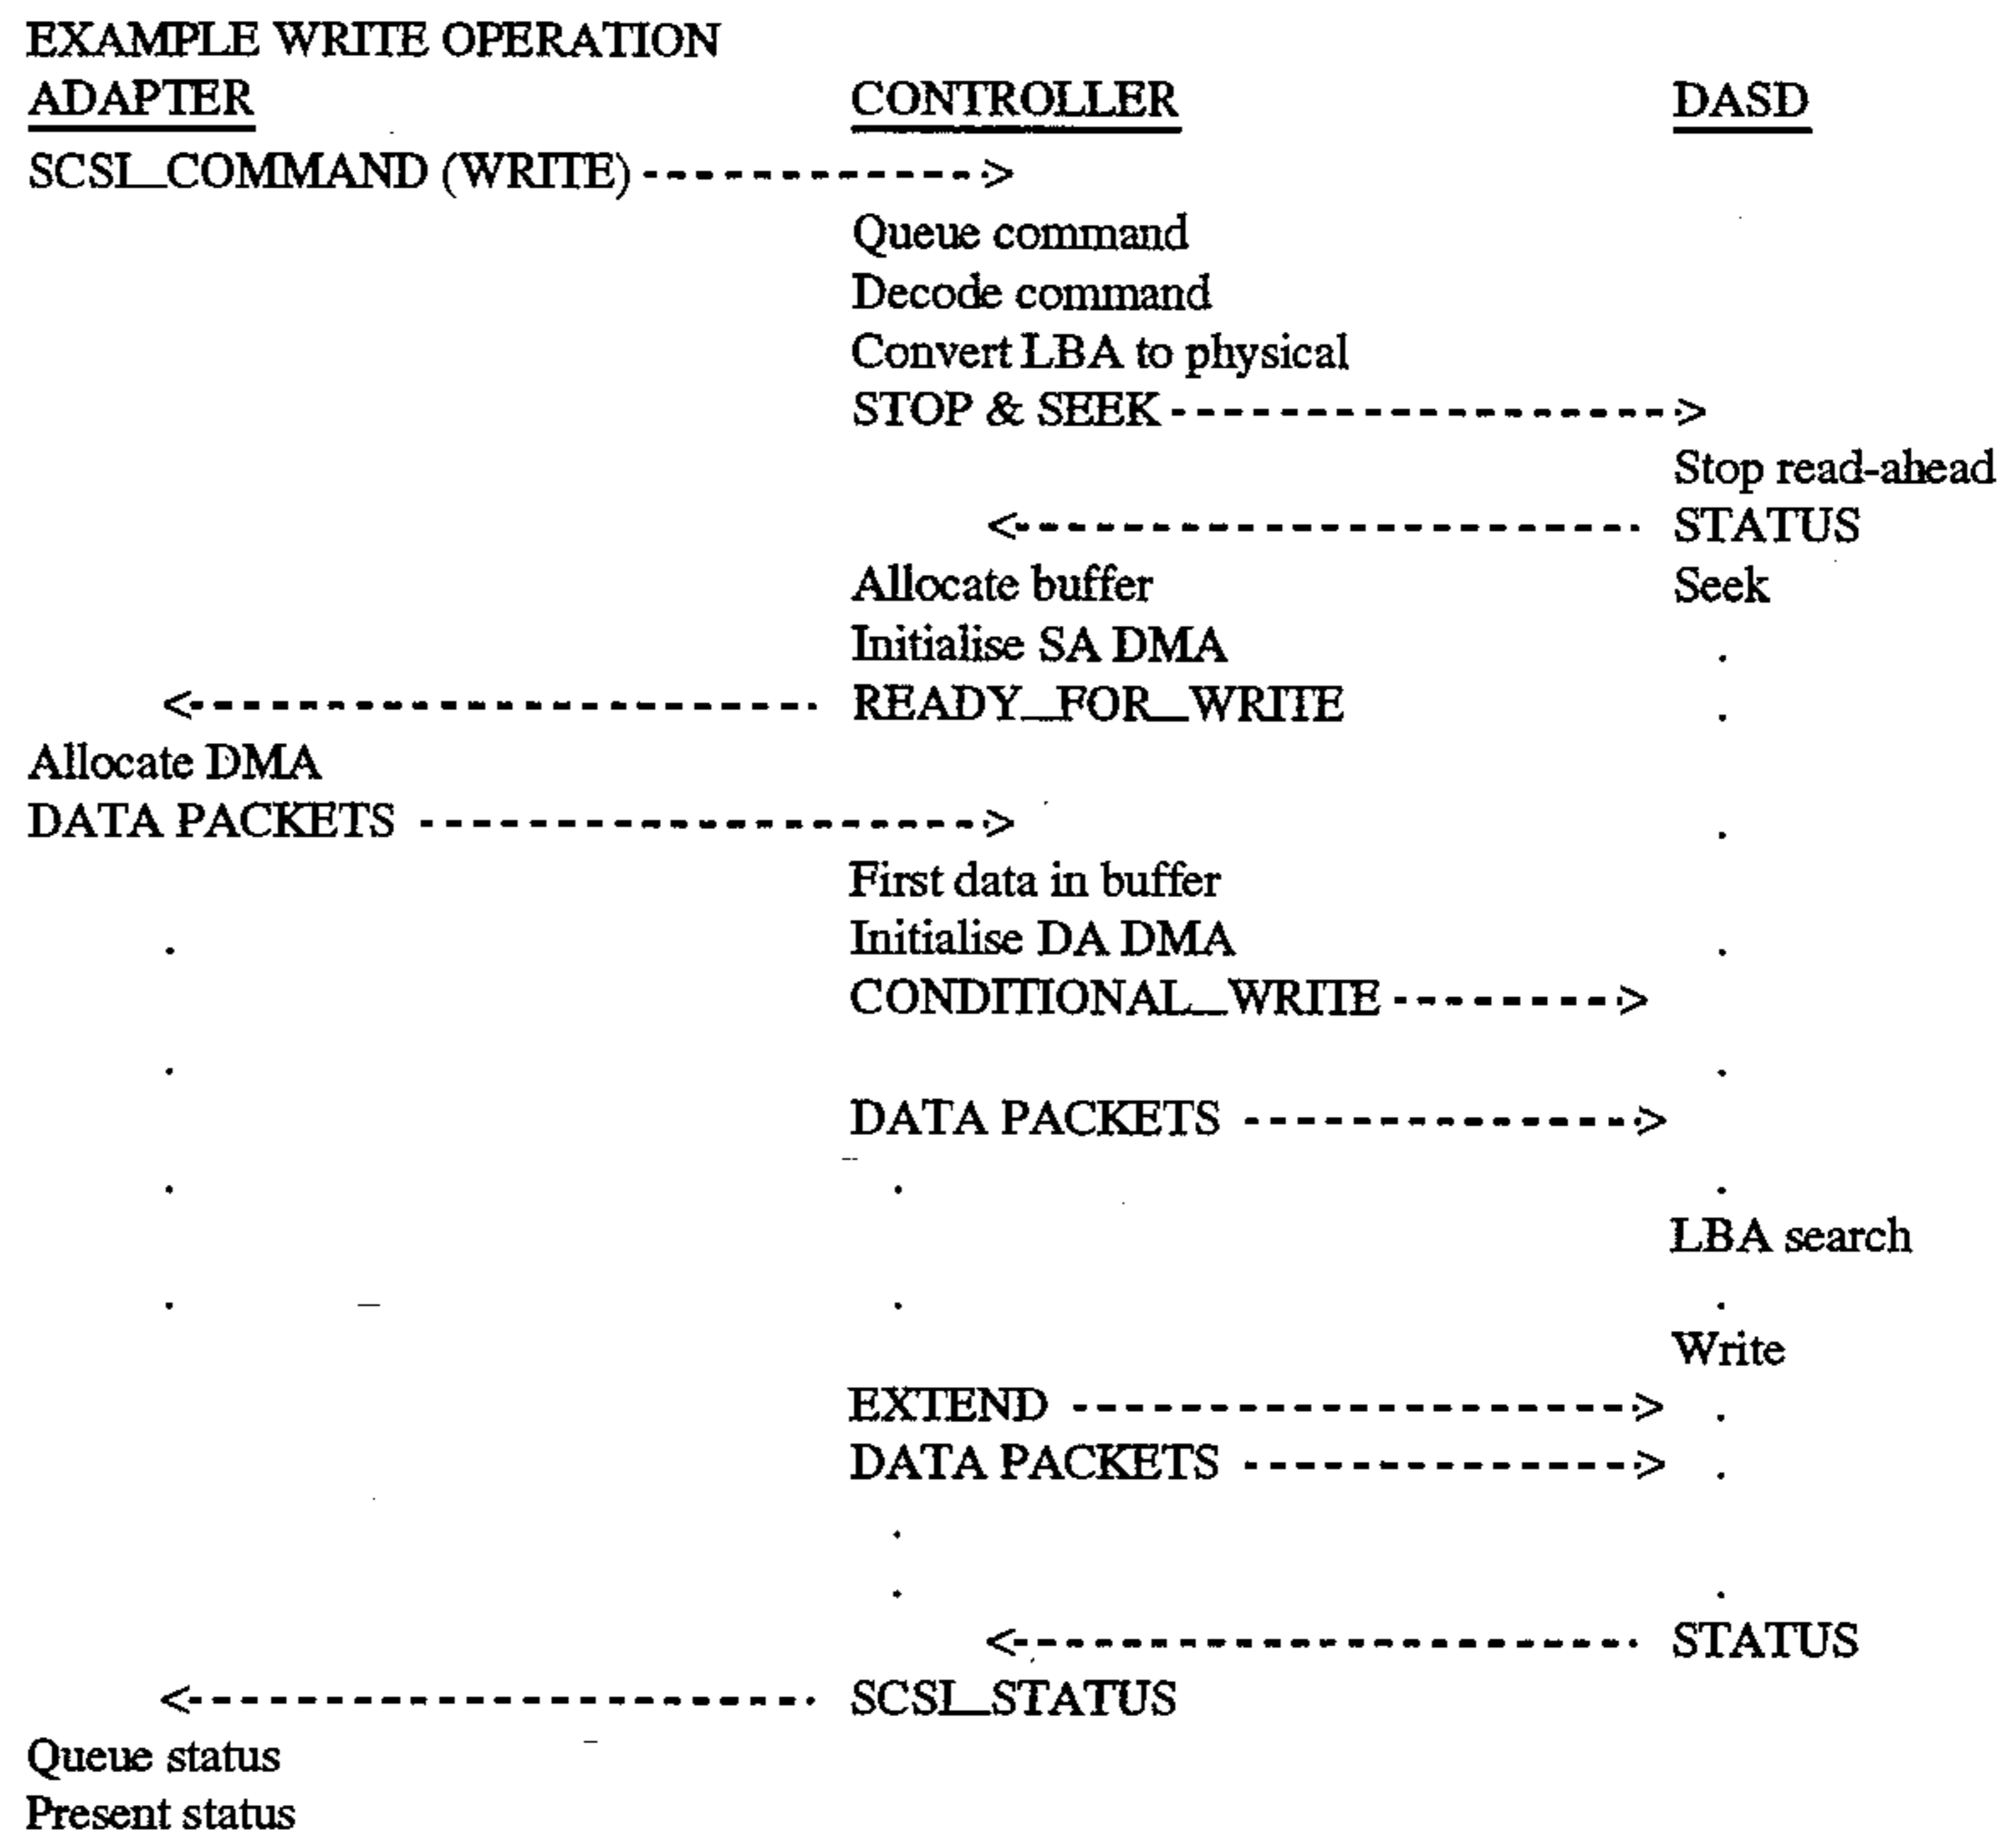 EXAMPLE WRITE OPERATION
ADAPTER CONTROLLER DASD
SCSI_COMMAND (WRITE) - - - - - - - - - - - - ->
Queue command
Decode command
Convert LBA to physical
STOP & SEEK - - - - - - - - - - - - - - - - - ->
Stop read-ahead
<- - - - - - - - - - - - - - - - - - - - - - STATUS
Allocate buffer Seek
Initialise SA DMA .
<- - - - - - - - - - - - - - - - - - - - - - READY_FOR_WRITE .
Allocate DMA
DATA PACKETS - - - - - - - - - - - - - - - - - - - -> .
First data in buffer
. Initialise DA DMA .
CONDITIONAL_WRITE - - - - - - - - ->
. .
DATA PACKETS - - - - - - - - - - - - - - ->
. . .
LBA search
. . .
Write
EXTEND - - - - - - - - - - - - - - - - - - - -> .
DATA PACKETS - - - - - - - - - - - - - - -> .
.
. .
<- - - - - - - - - - - - - - - - - - - - - - STATUS
<- - - - - - - - - - - - - - - - - - - - - - SCSI_STATUS
Queue status
Present status